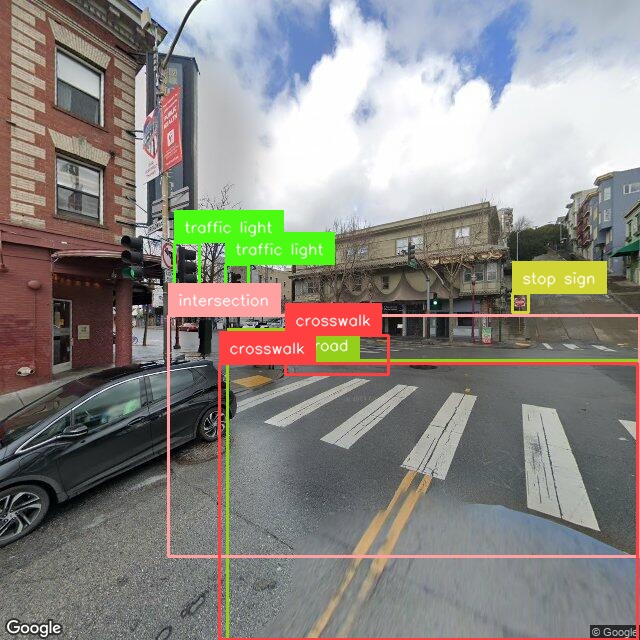 traffic light
traffic light
stop sign
intersection
crosswalk
crosswalk
road
Google
© Google